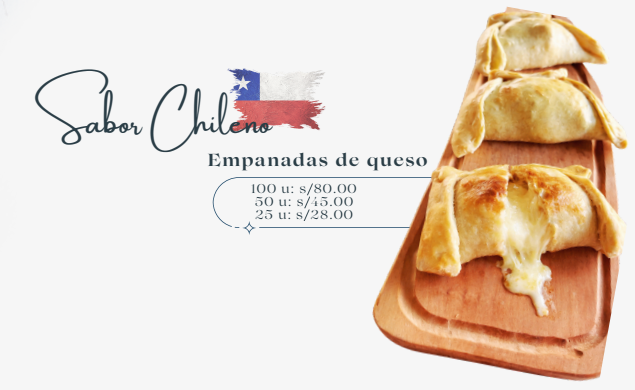 Sabor Chileno
Empanadas de queso
100 u: s/80.00
50 u: s/45.00
25 u: s/28.00